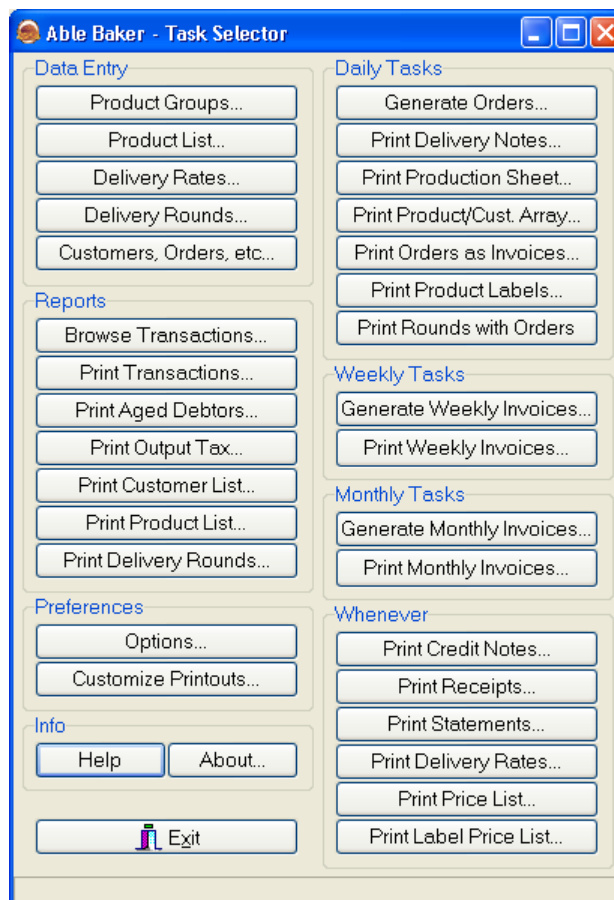 Able Baker - Task Selector
Data Entry
Product Groups...
Product List...
Delivery Rates...
Delivery Rounds...
Customers, Orders, etc...
Reports
Browse Transactions...
Print Transactions...
Print Aged Debtors...
Print Output Tax...
Print Customer List...
Print Product List...
Print Delivery Rounds...
Preferences
Options...
Customize Printouts...
Info
Help
About...
Exit
Daily Tasks
Generate Orders...
Print Delivery Notes...
Print Production Sheet...
Print Product/Cust. Array...
Print Orders as Invoices...
Print Product Labels...
Print Rounds with Orders
Weekly Tasks
Generate Weekly Invoices...
Print Weekly Invoices...
Monthly Tasks
Generate Monthly Invoices...
Print Monthly Invoices...
Whenever
Print Credit Notes...
Print Receipts...
Print Statements...
Print Delivery Rates...
Print Price List...
Print Label Price List...